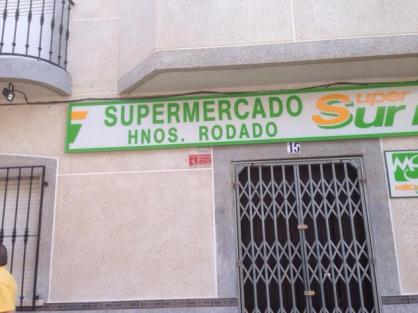 SUPERMERCADO
HNOS. RODADO
Super
Sur
15